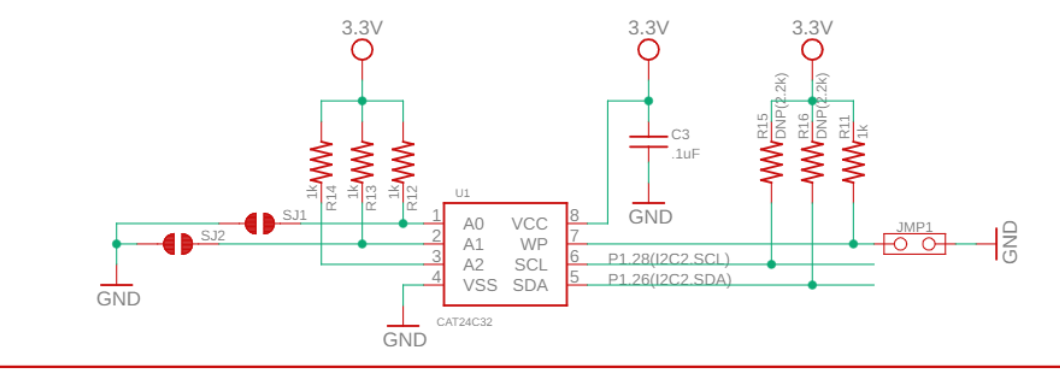 3.3V
3.3V
3.3V
R15
DNP(2.2k)
R16
DNP(2.2k)
R11
1k
C3
.1uF
1k
R14
1k
R13
1k
R12
U1
GND
SJ1
SJ2
1
2
3
4
A0
A1
A2
VSS
VCC
WP
SCL
SDA
8
7
6
5
P1.28(I2C2.SCL)
P1.26(I2C2.SDA)
JMP1
GND
GND
GND
CAT24C32